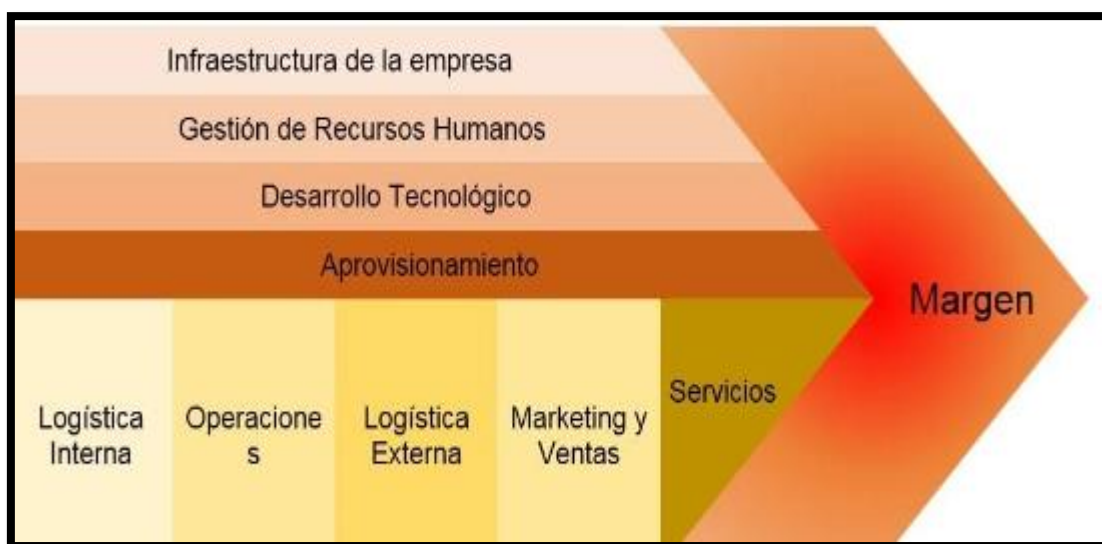 Infraestructura de la empresa
Gestión de Recursos Humanos
Desarrollo Tecnológico
Aprovisionamiento
Margen
Logística
Interna
Operacione
s
Logística
Externa
Marketing y
Ventas
Servicios